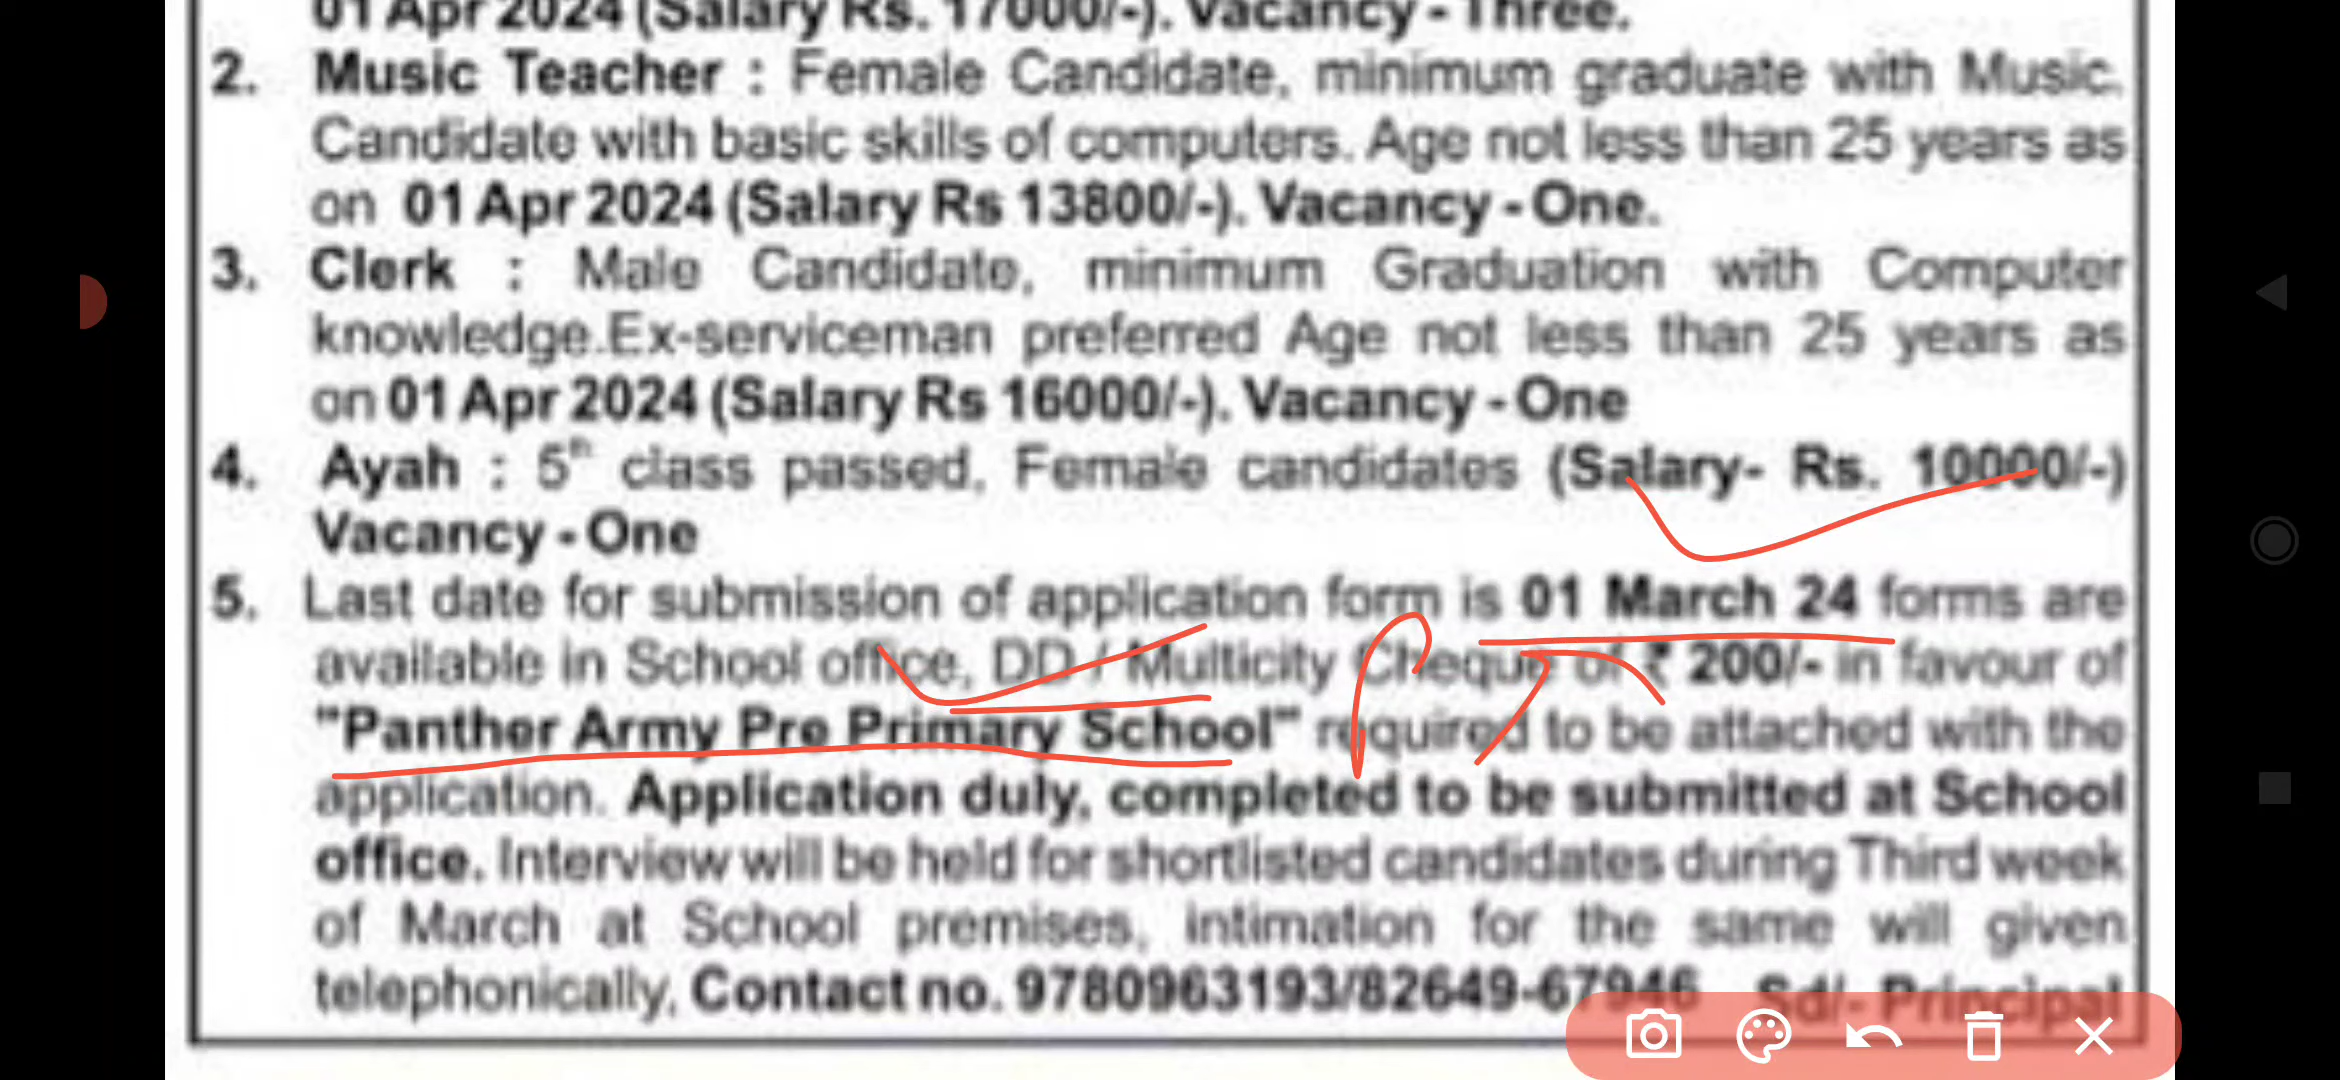 01 Apr 2024 (Salary Rs. 17000/-). Vacancy - Three.
2. Music Teacher : Female Candidate, minimum graduate with Music.
Candidate with basic skills of computers. Age not less than 25 years as
on 01 Apr 2024 (Salary Rs 13800/-). Vacancy - One.
3. Clerk : Male Candidate, minimum Graduation with Computer
knowledge.Ex-serviceman preferred Age not less than 25 years as
on 01 Apr 2024 (Salary Rs 16000/-). Vacancy - One
4. Ayah : 5th class passed, Female candidates (Salary- Rs. 10000/-)
Vacancy - One
5. Last date for submission of application form is 01 March 24 forms are
available in School office, DD / Multicity Cheque of ₹ 200/- in favour of
"Panther Army Pre Primary School" required to be attached with the
application. Application duly, completed to be submitted at School
office. Interview will be held for shortlisted candidates during Third week
of March at School premises, intimation for the same will given
telephonically, Contact no. 9780963193/82649-67946 Sd/- Principal